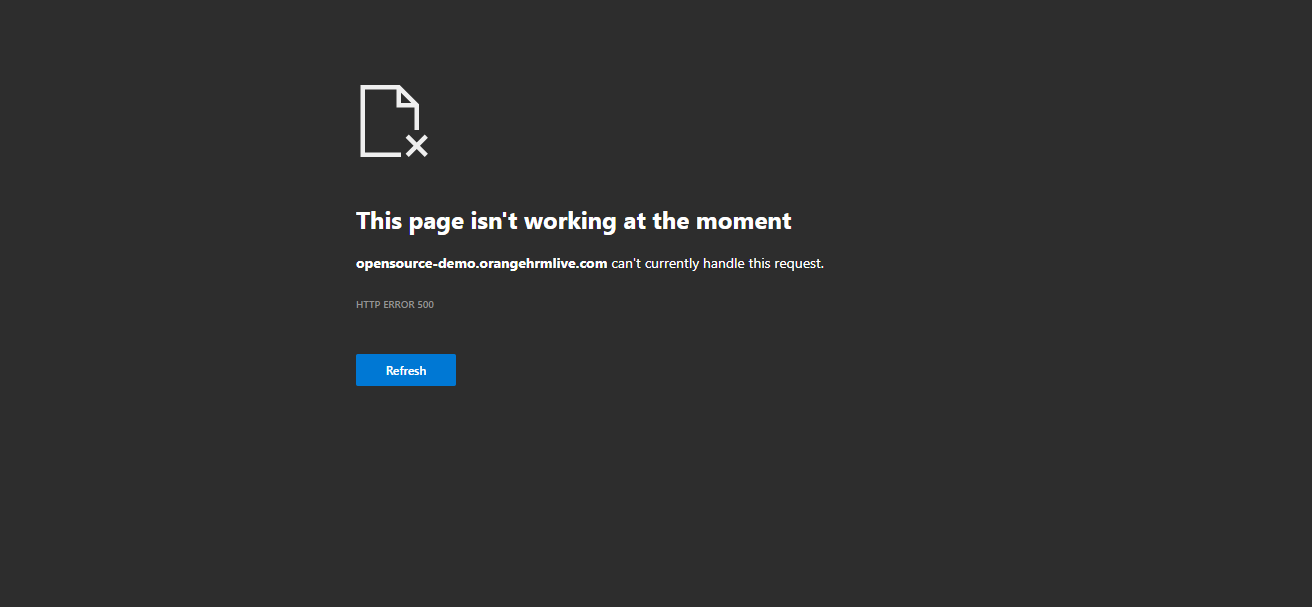 This page isn't working at the moment
opensource-demo.orangehrmlive.com can't currently handle this request.
HTTP ERROR 500
Refresh